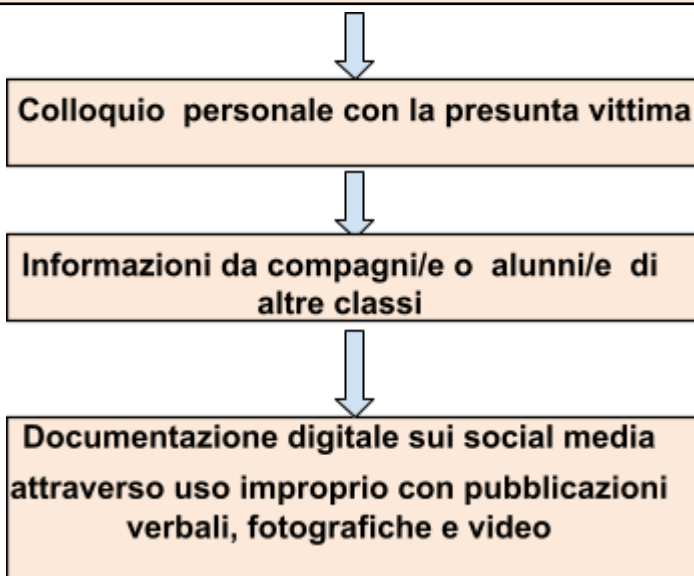 Colloquio personale con la presunta vittima
Informazioni da compagni/e o alunni/e di
altre classi
Documentazione digitale sui social media
attraverso uso improprio con pubblicazioni
verbali, fotografiche e video